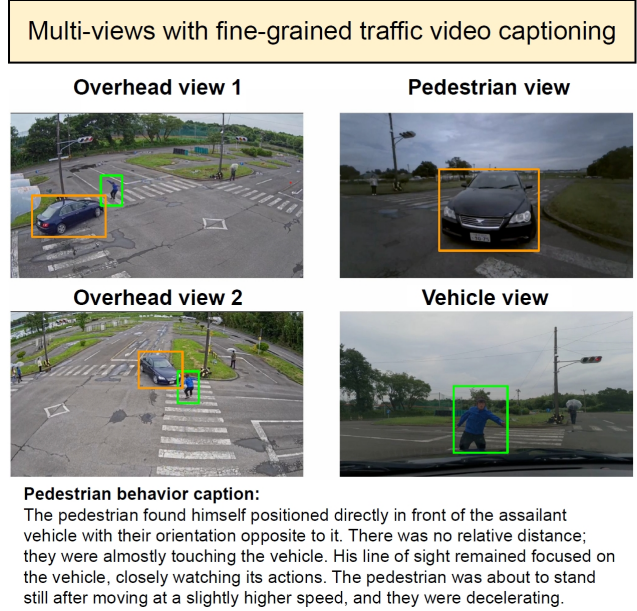 Multi-views with fine-grained traffic video captioning
Overhead view 1
Pedestrian view
Overhead view 2
Vehicle view
Pedestrian behavior caption:
The pedestrian found himself positioned directly in front of the assailant
vehicle with their orientation opposite to it. There was no relative distance;
they were almostly touching the vehicle. His line of sight remained focused on
the vehicle, closely watching its actions. The pedestrian was about to stand
still after moving at a slightly higher speed, and they were decelerating.